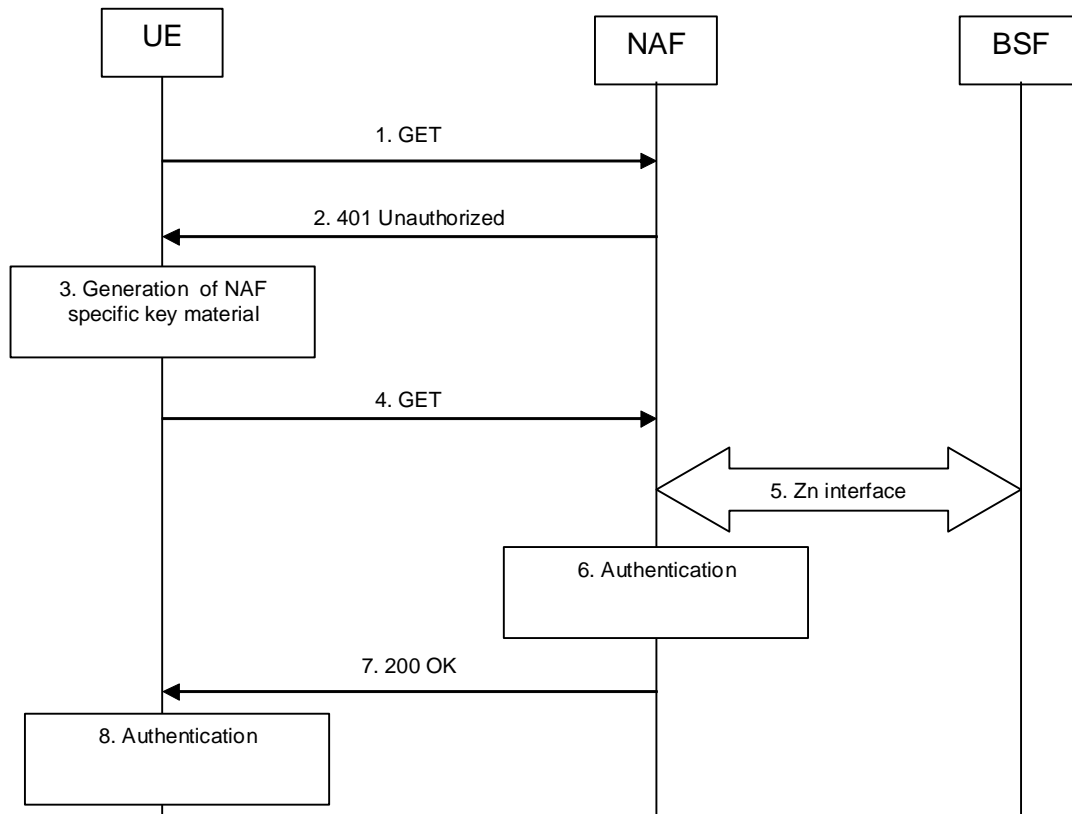 UE
NAF
BSF
1. GET
2. 401 Unauthorized
3. Generation of NAF
specific key material
4. GET
5. Zn interface
6. Authentication
7. 200 OK
8. Authentication